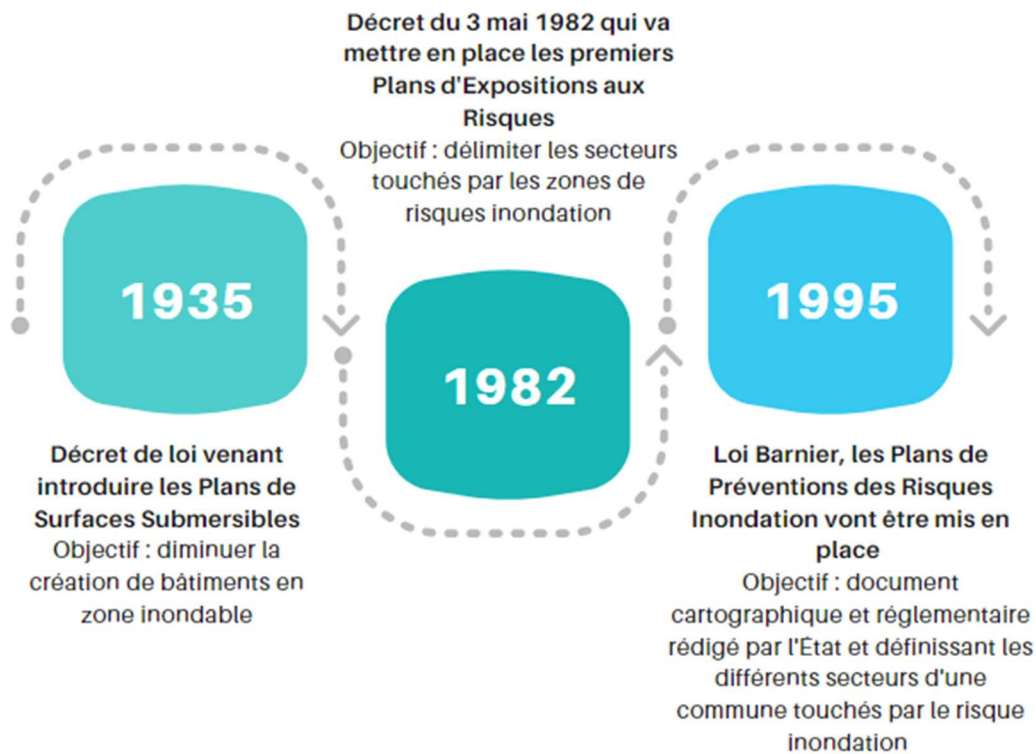 1935
Décret de loi venant
introduire les Plans de
Surfaces Submersibles
Objectif : diminuer la
création de bâtiments en
zone inondable
Décret du 3 mai 1982 qui va
mettre en place les premiers
Plans d'Expositions aux
Risques
Objectif : délimiter les secteurs
touchés par les zones de
risques inondation
1982
1995
Loi Barnier, les Plans de
Préventions des Risques
Inondation vont être mis en
place
Objectif : document
cartographique et réglementaire
rédigé par l'État et définissant les
différents secteurs d'une
commune touchés par le risque
inondation